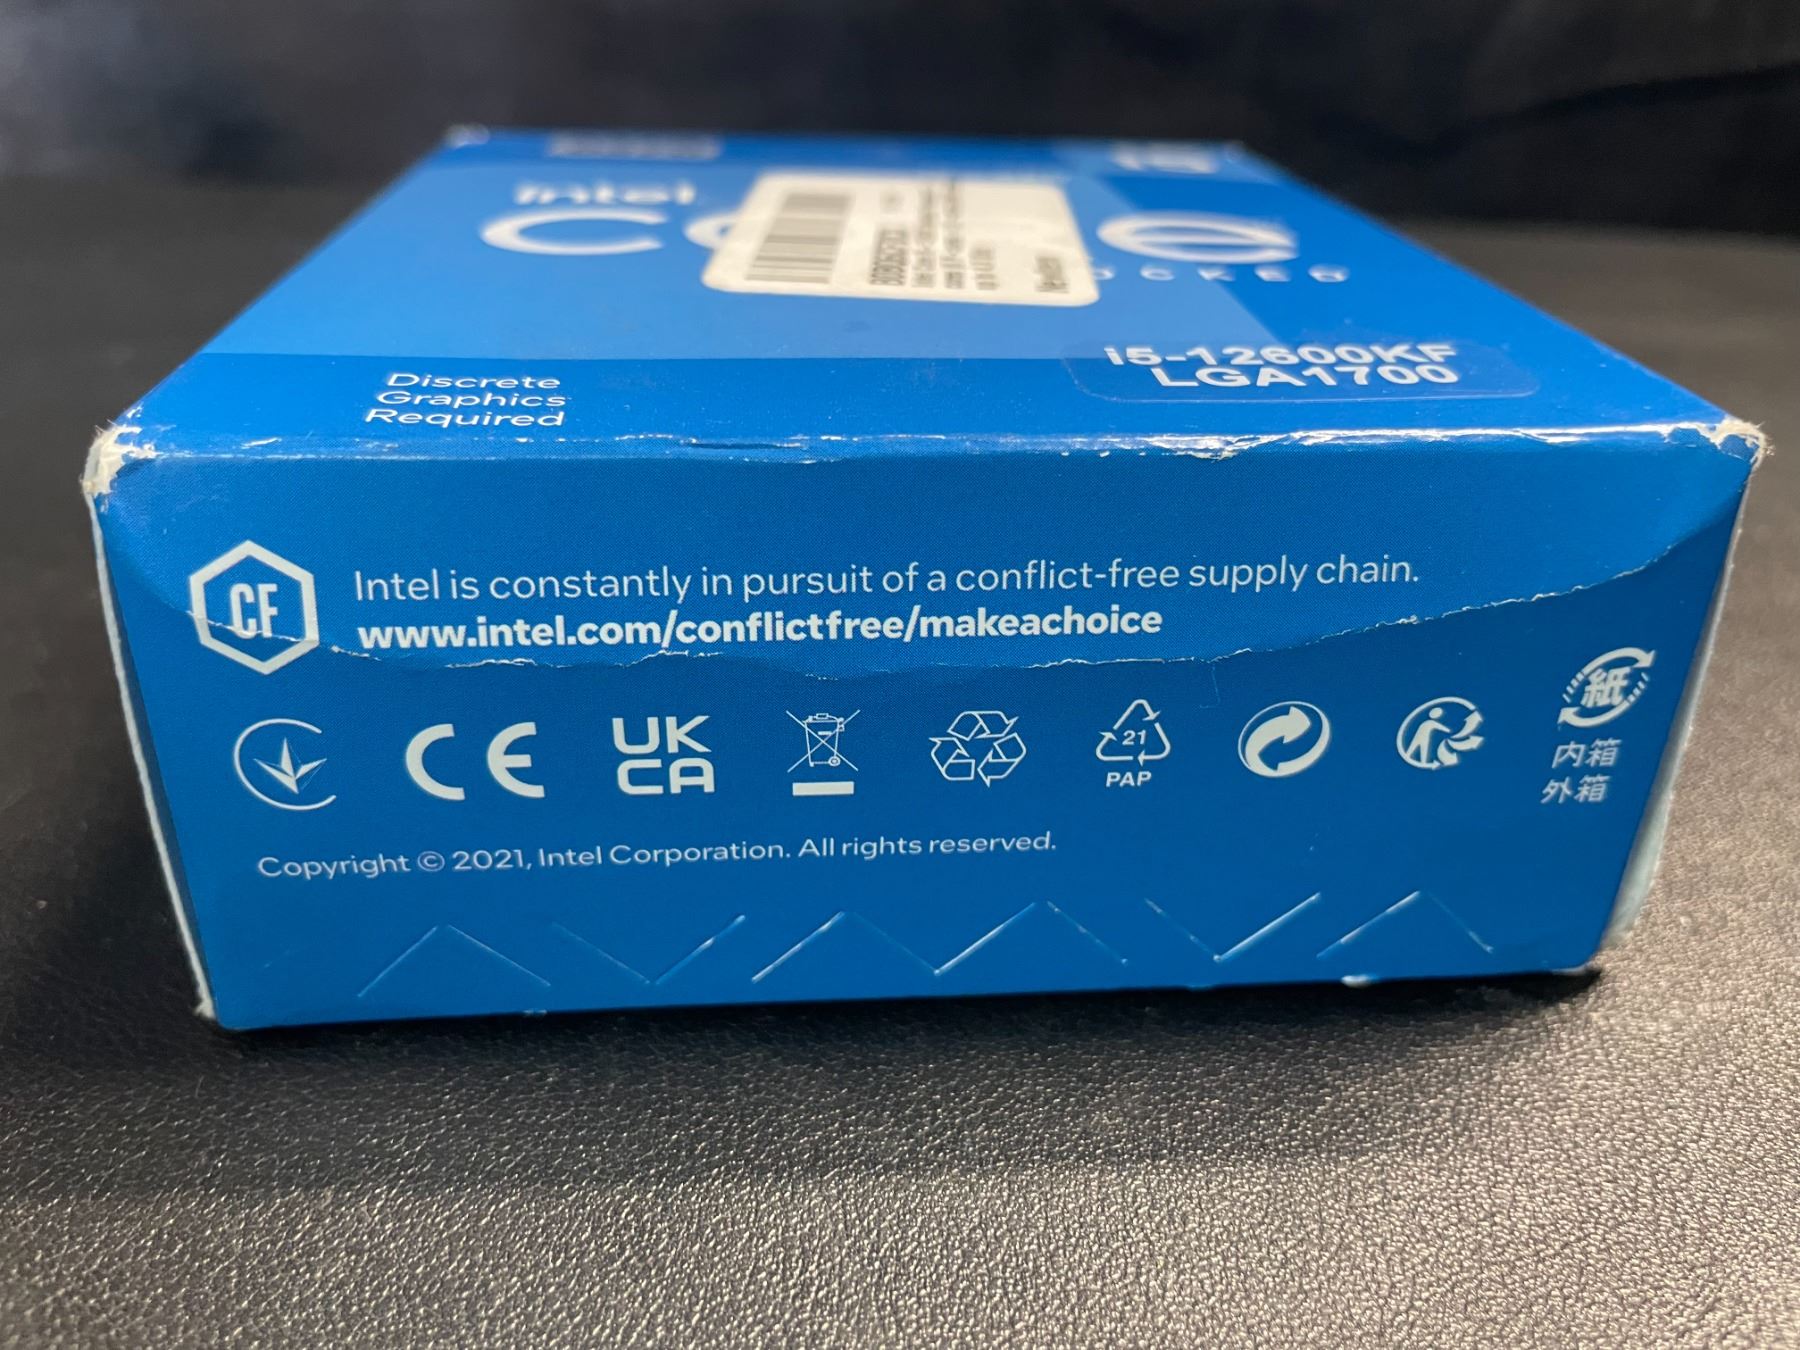 intel
i5-12600KF
LGA1700
Discrete
Graphics
Required
CF
Intel is constantly in pursuit of a conflict-free supply chain.
www.intel.com/conflictfree/makeachoice
CE
UK
CA
21
PAP
紙
内箱
外箱
Copyright © 2021, Intel Corporation. All rights reserved.